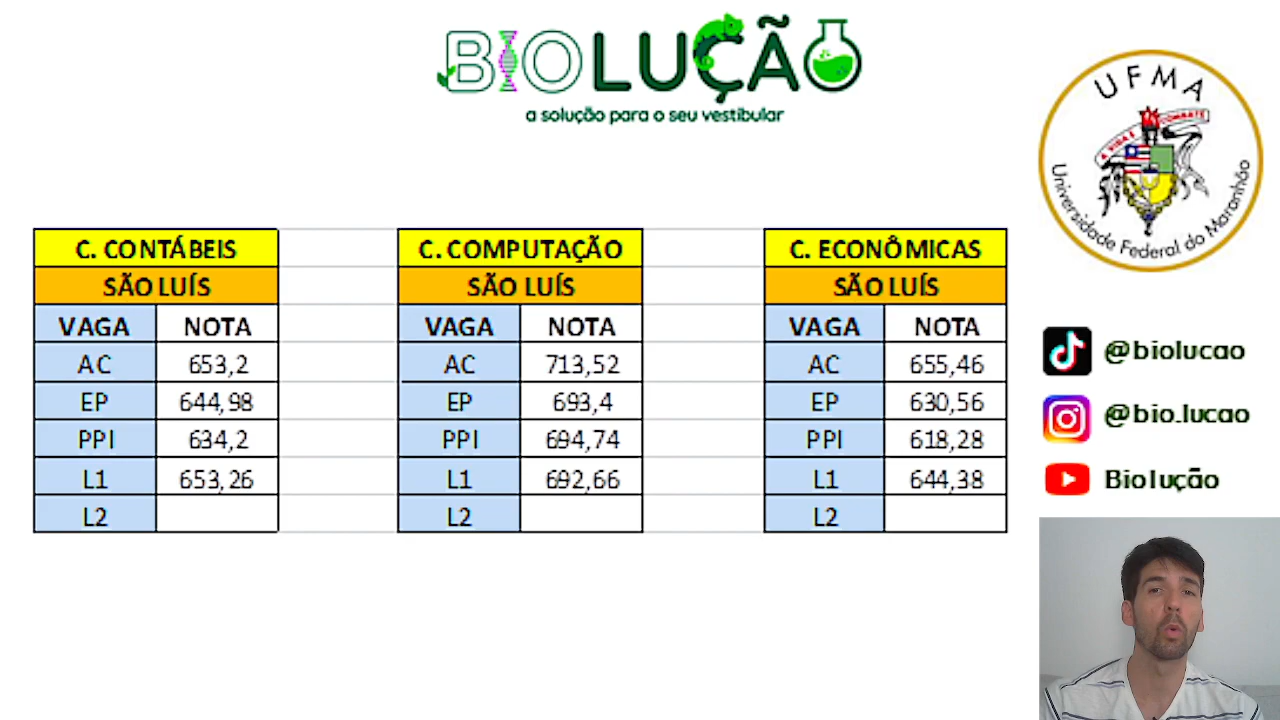 BIOLUÇÃO
a solução para o seu vestibular
UFMA
A VIDA É COMBATE
Universidade Federal do Maranhão
C. CONTÁBEIS
SÃO LUÍS
VAGA NOTA
AC 653,2
EP 644,98
PPI 634,2
L1 653,26
L2
C. COMPUTAÇÃO
SÃO LUÍS
VAGA NOTA
AC 713,52
EP 693,4
PPI 694,74
L1 692,66
L2
C. ECONÔMICAS
SÃO LUÍS
VAGA NOTA
AC 655,46
EP 630,56
PPI 618,28
L1 644,38
L2
@biolucao
@bio.lucao
Biolução